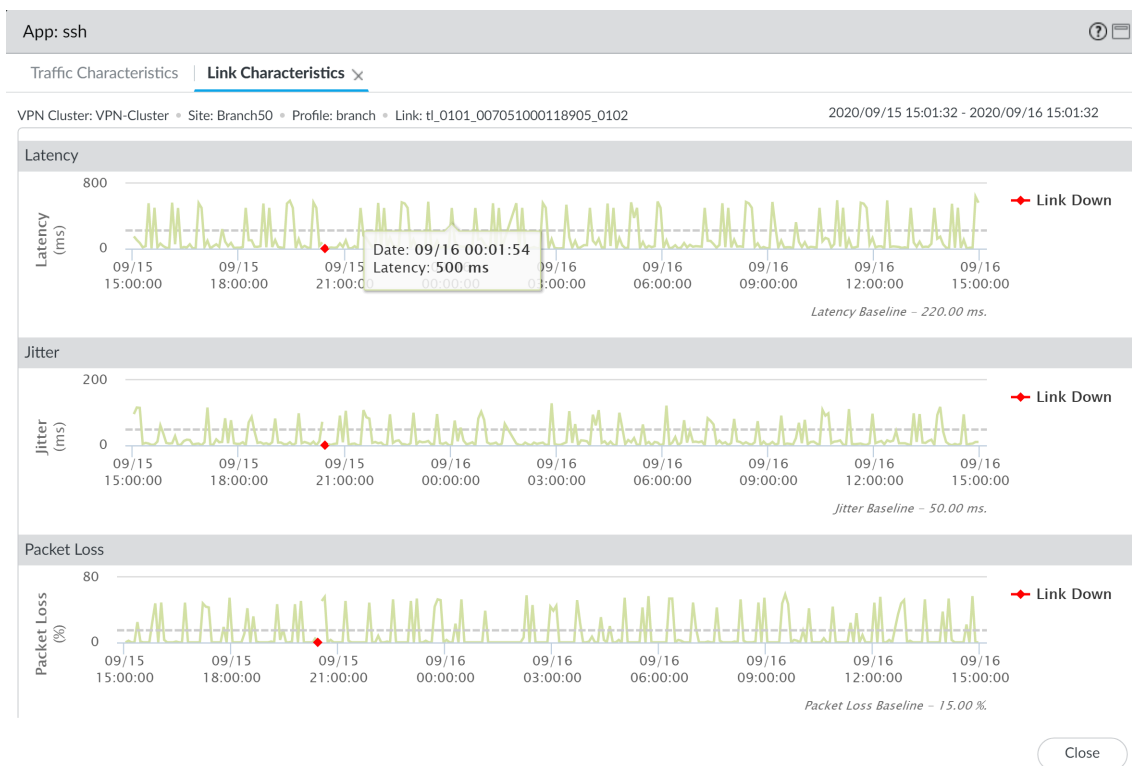 App: ssh
Traffic Characteristics Link Characteristics
VPN Cluster: VPN-Cluster • Site: Branch50 • Profile: branch • Link: tl_0101_007051000118905_0102 2020/09/15 15:01:32 - 2020/09/16 15:01:32
Latency
Latency (ms)
800
0
Link Down
Date: 09/16 00:01:54
Latency: 500 ms
09/15 15:00:00
09/15 18:00:00
09/15 21:00:00
00:00:00
09/16 03:00:00
09/16 06:00:00
09/16 09:00:00
09/16 12:00:00
09/16 15:00:00
Latency Baseline – 220.00 ms.
Jitter
Jitter (ms)
200
0
Link Down
09/15 15:00:00
09/15 18:00:00
09/15 21:00:00
09/16 00:00:00
09/16 03:00:00
09/16 06:00:00
09/16 09:00:00
09/16 12:00:00
09/16 15:00:00
Jitter Baseline – 50.00 ms.
Packet Loss
Packet Loss (%)
80
0
Link Down
09/15 15:00:00
09/15 18:00:00
09/15 21:00:00
09/16 00:00:00
09/16 03:00:00
09/16 06:00:00
09/16 09:00:00
09/16 12:00:00
09/16 15:00:00
Packet Loss Baseline – 15.00 %.
Close